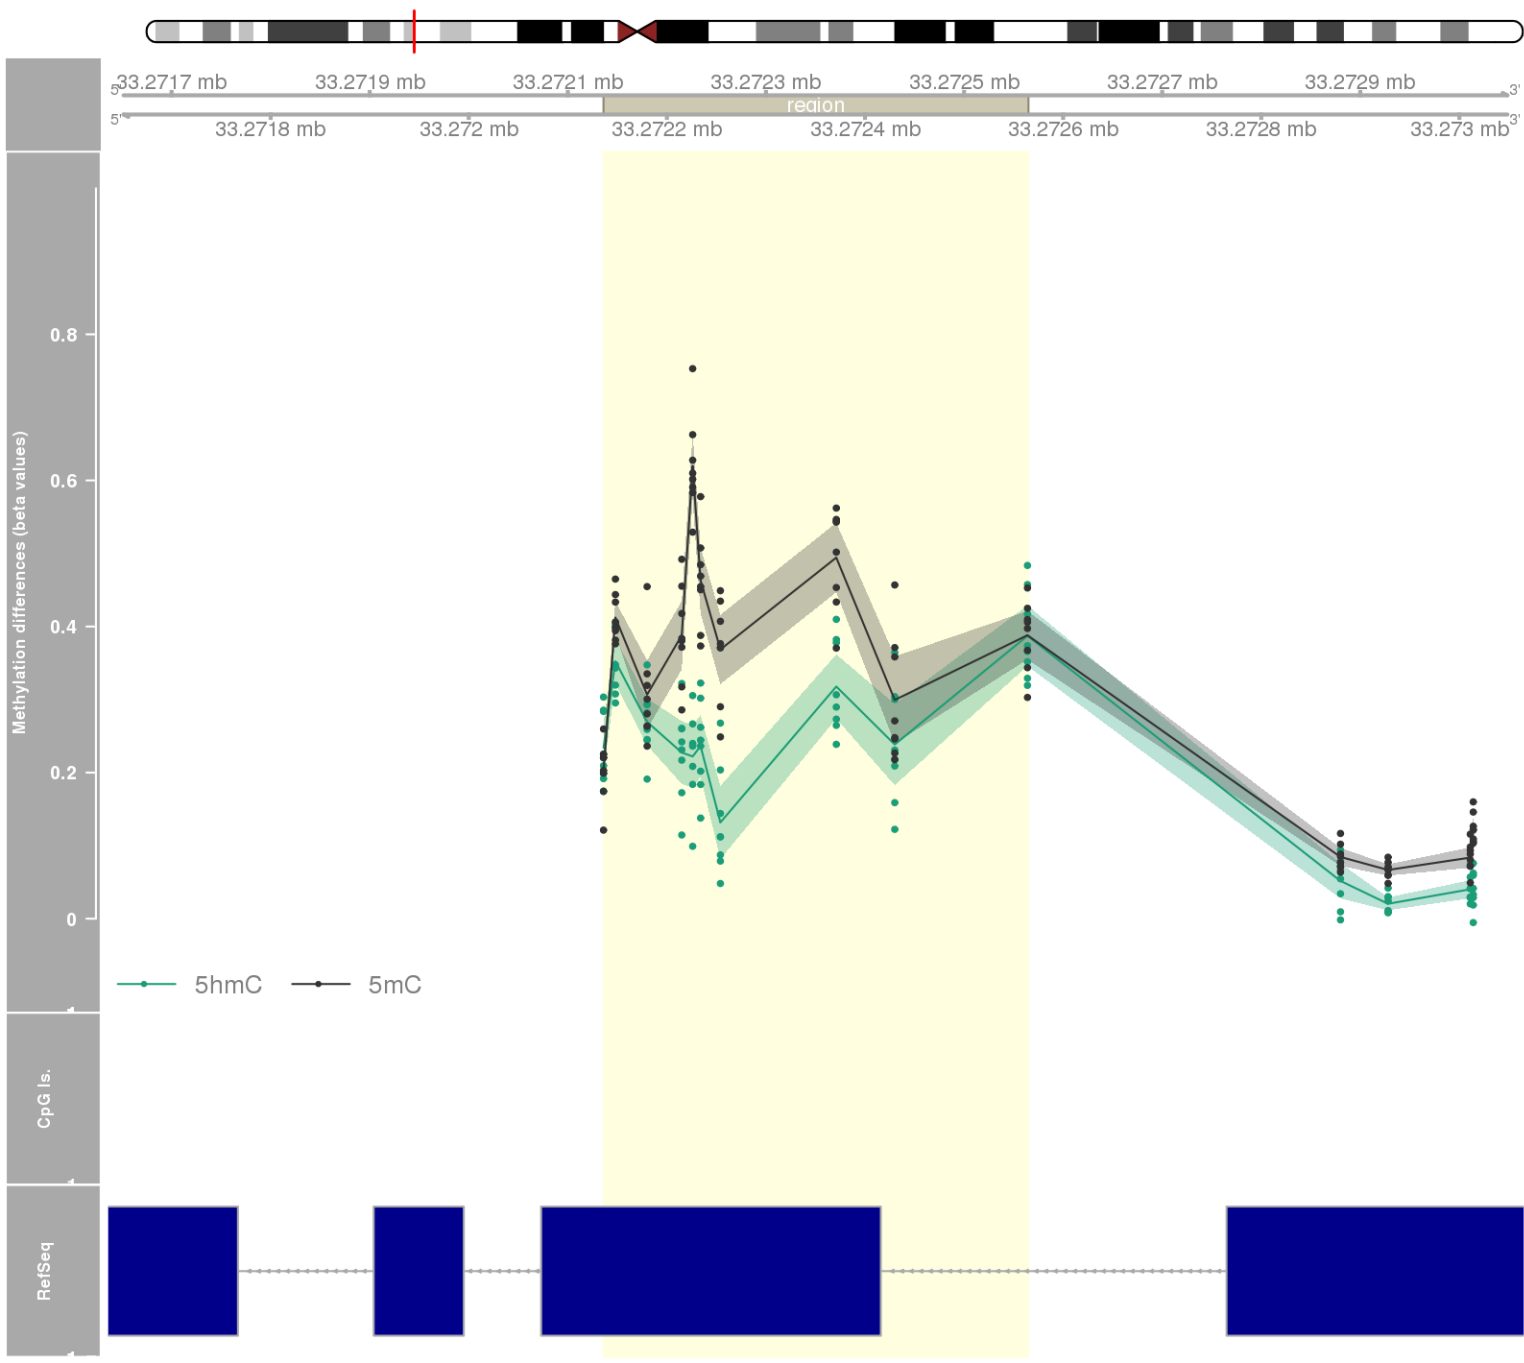 33.2717 mb 33.2719 mb 33.2721 mb 33.2723 mb 33.2725 mb 33.2727 mb 33.2729 mb
5' 3'
region
5' 3'
33.2718 mb 33.272 mb 33.2722 mb 33.2724 mb 33.2726 mb 33.2728 mb 33.273 mb
Methylation differences (beta values)
0.8
0.6
0.4
0.2
0
5hmC 5mC
CpG Is.
RefSeq